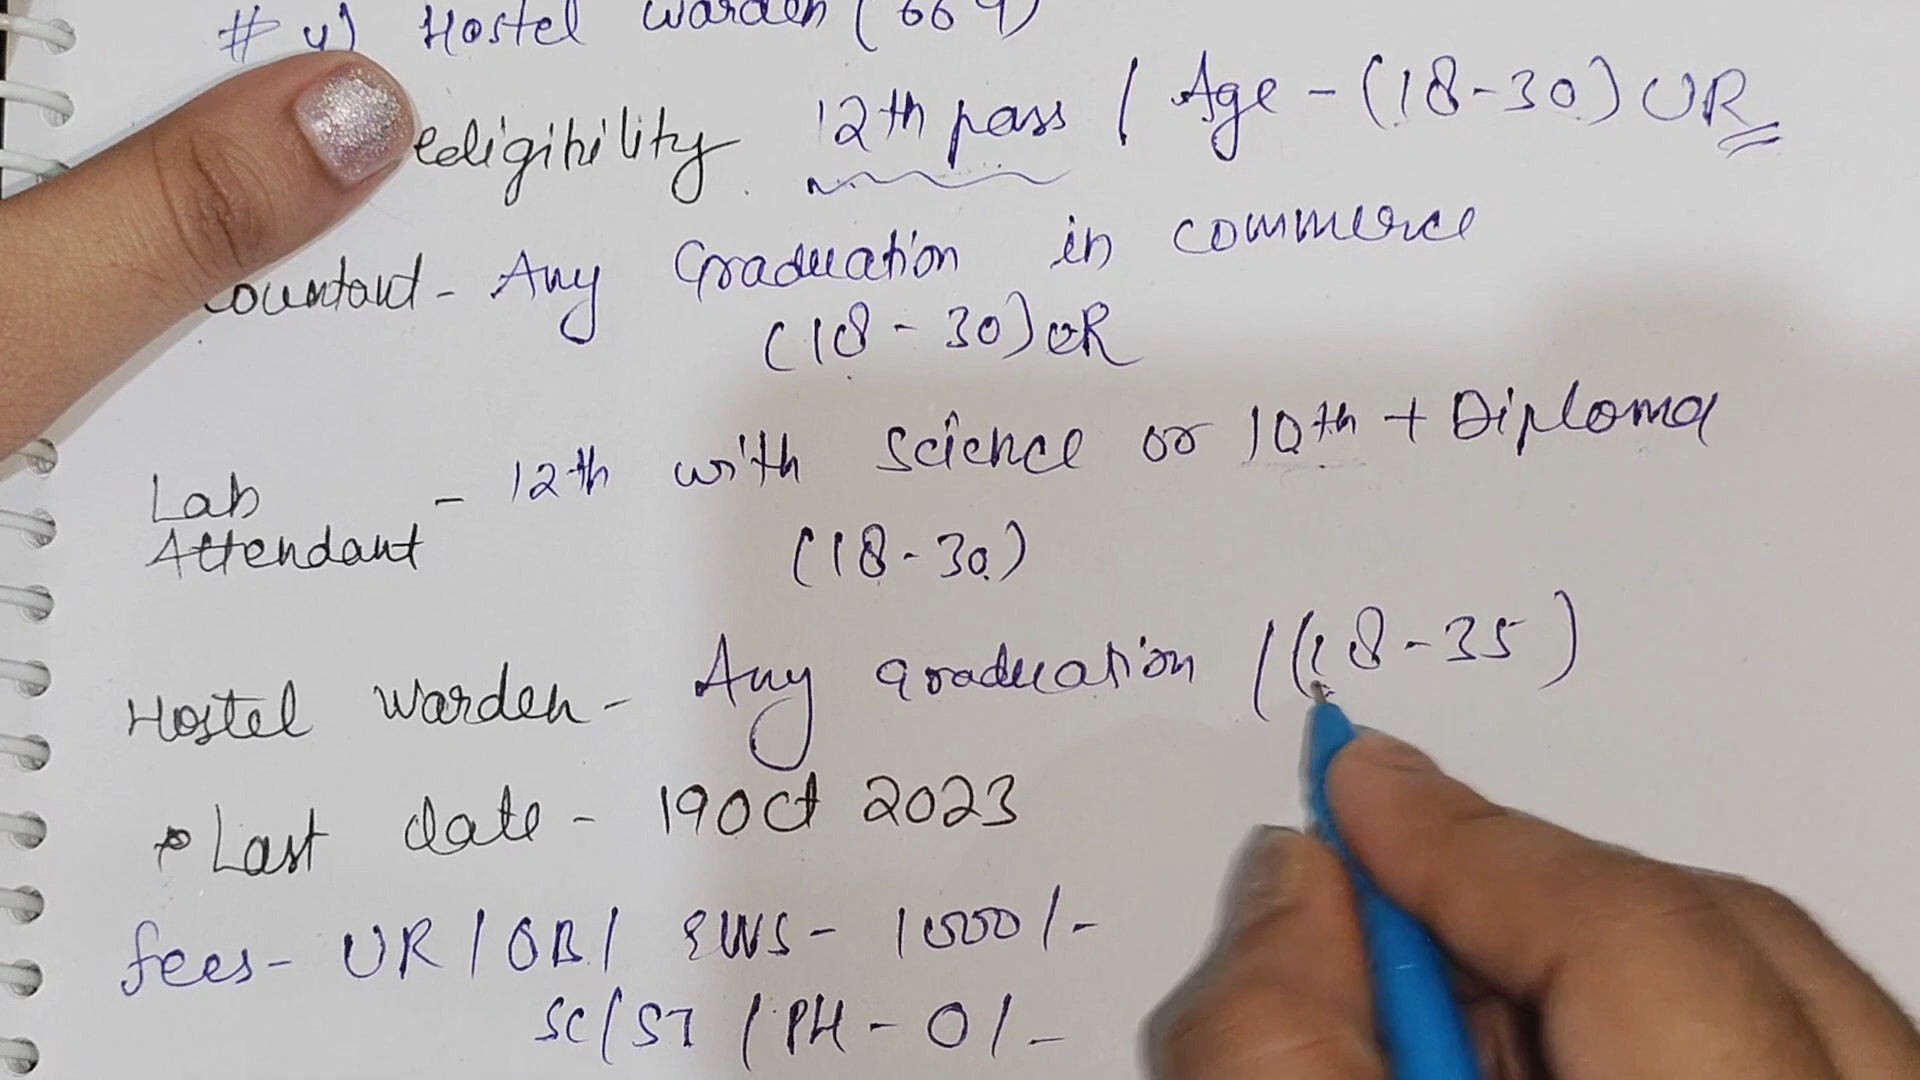 # 4) Hostel Warden (669)
eligibility 12th pass / Age - (18-30) UR
countant - Any Graduation in commerce
(18 - 30) UR
Lab Attendant - 12th with Science or 10th + Diploma
(18-30)
Hostel Warden - Any graduation / (18-35)
Last date - 19 Oct 2023
fees - UR / OB / EWS - 1000/-
SC/ST / PH - 0/-